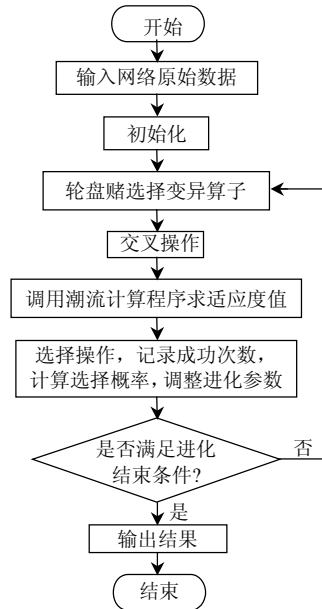 开始
输入网络原始数据
初始化
轮盘赌选择变异算子
交叉操作
调用潮流计算程序求适应度值
选择操作，记录成功次数，
计算选择概率，调整进化参数
是否满足进化
结束条件?
否
是
输出结果
结束